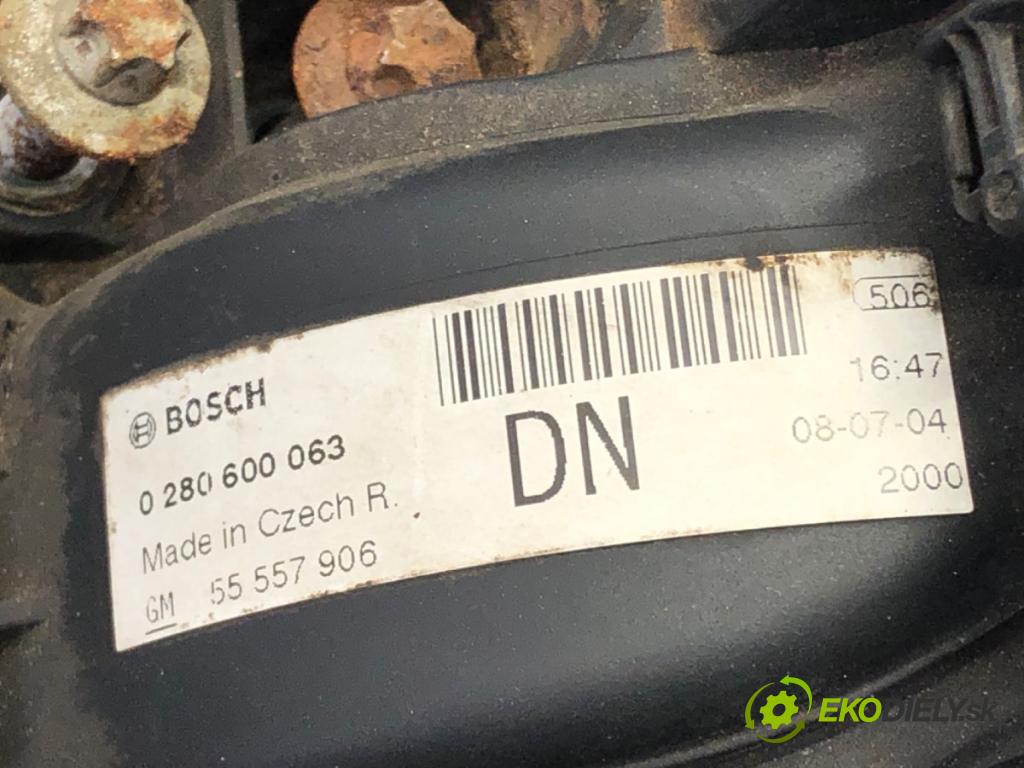 BOSCH
0 280 600 063
Made in Czech R.
GM 55 557 906
DN
506
16:47
08-07-04
2000
EKODIELY.sk